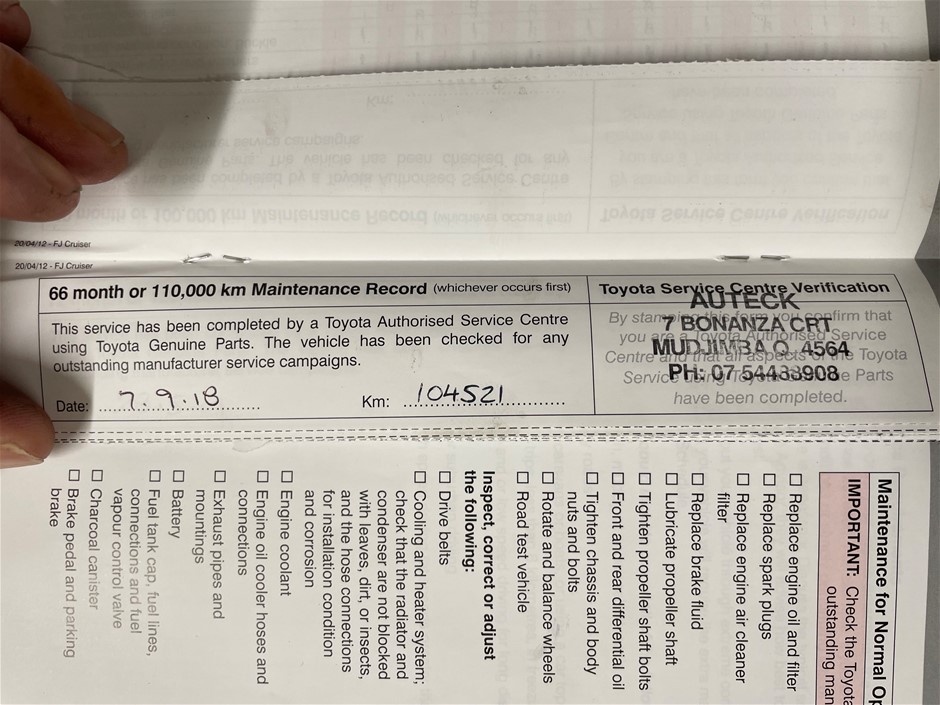 20/04/12 - FJ Cruiser
20/04/12 - FJ Cruiser
66 month or 110,000 km Maintenance Record (whichever occurs first)
This service has been completed by a Toyota Authorised Service Centre
using Toyota Genuine Parts. The vehicle has been checked for any
outstanding manufacturer service campaigns.
Date: 7.9.18
Km: 104521
Toyota Service Centre Verification
By stamping this form you confirm that
you are a Toyota Authorised Service
Centre and that all aspects of the Toyota
Service using Toyota Genuine Parts
have been completed.
AUTECK
7 BONANZA CRT
MUDJIMBA Q. 4564
PH: 07 54433908
Maintenance for Normal Op
IMPORTANT: Check the Toyota
outstanding man
☐ Replace engine oil and filter
☐ Replace spark plugs
☐ Replace engine air cleaner
filter
☐ Replace brake fluid
☐ Lubricate propeller shaft
☐ Tighten propeller shaft bolts
☐ Front and rear differential oil
☐ Tighten chassis and body
nuts and bolts
☐ Rotate and balance wheels
☐ Road test vehicle
Inspect, correct or adjust
the following:
☐ Drive belts
☐ Cooling and heater system;
check that the radiator and
condenser are not blocked
with leaves, dirt, or insects,
and the hose connections
for installation condition
and corrosion
☐ Engine coolant
☐ Engine oil cooler hoses and
connections
☐ Exhaust pipes and
mountings
☐ Battery
☐ Fuel tank cap, fuel lines,
connections and fuel
vapour control valve
☐ Charcoal canister
☐ Brake pedal and parking
brake